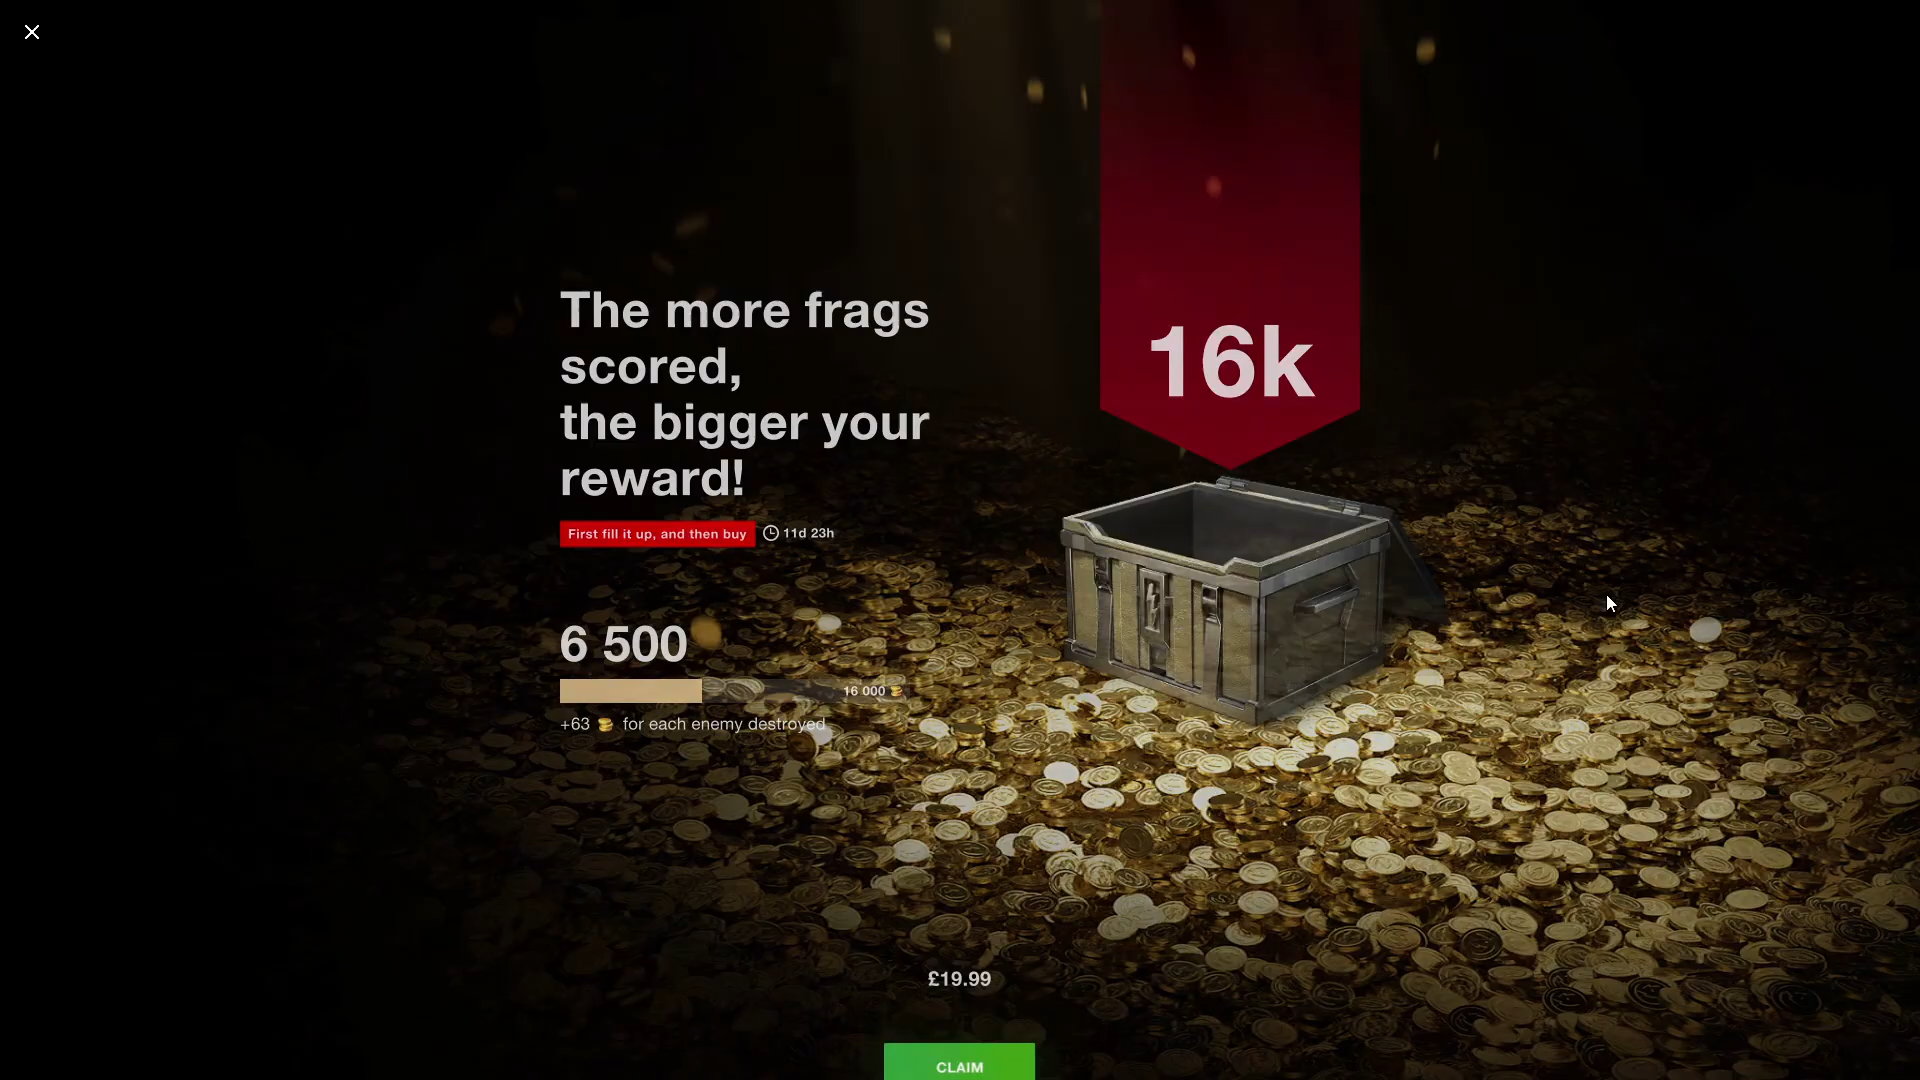 16k
The more frags
scored,
the bigger your
reward!
First fill it up, and then buy 11d 23h
6 500
16 000
+63 for each enemy destroyed
£19.99
CLAIM